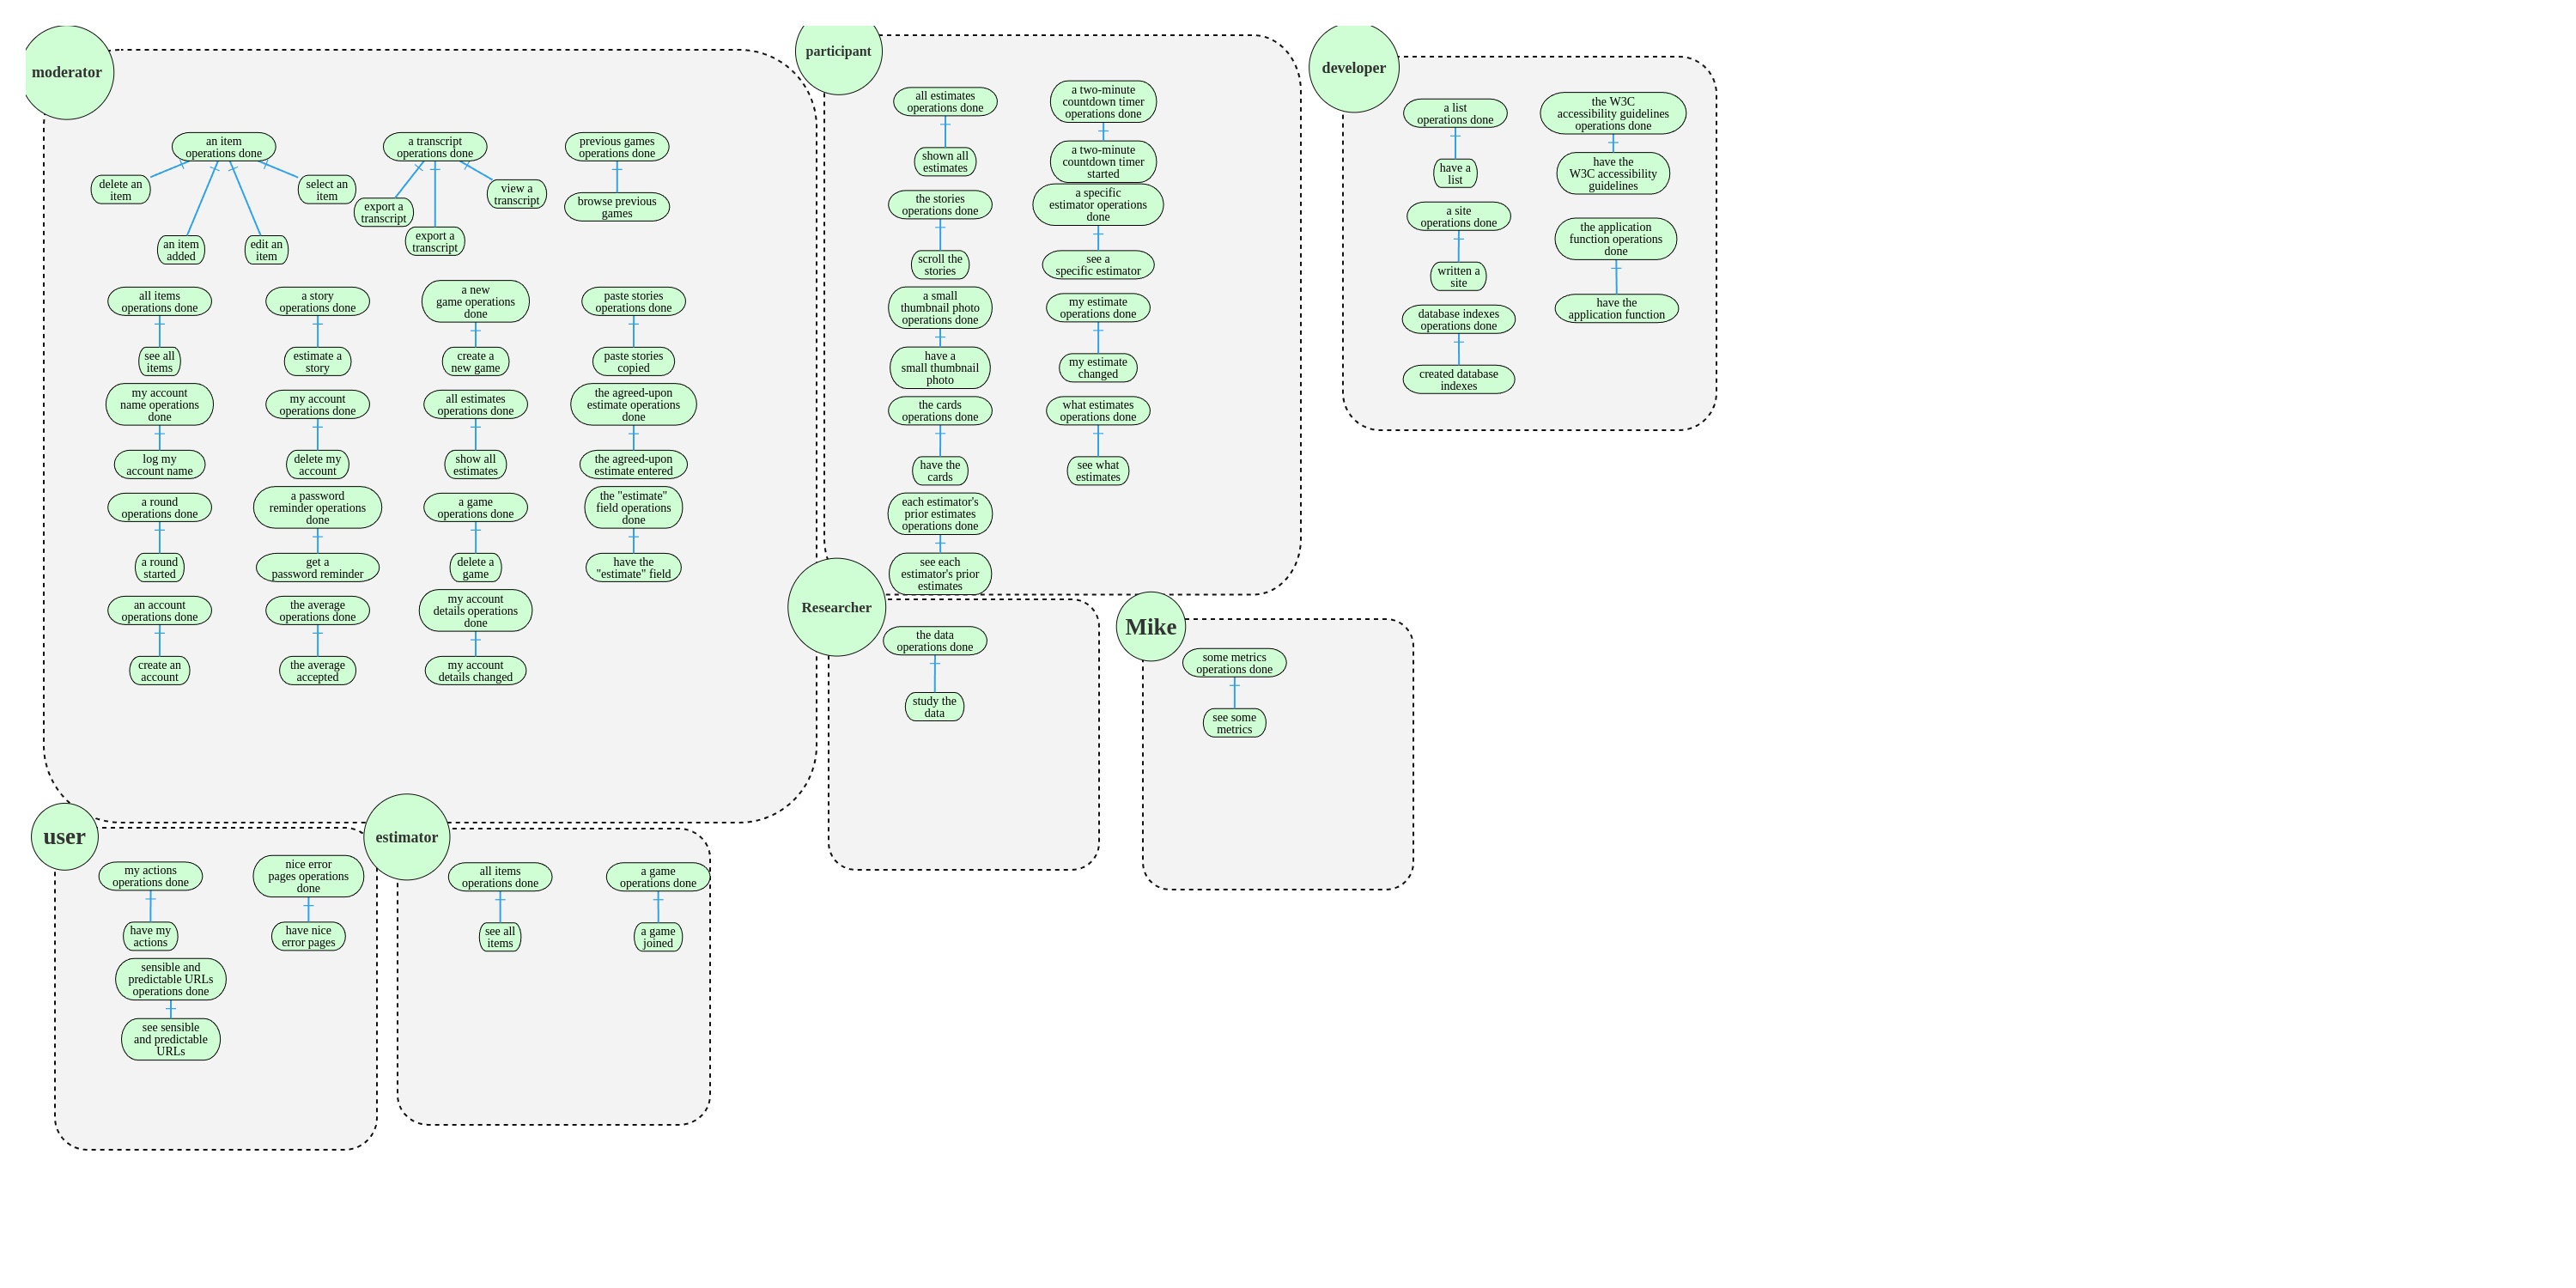 moderator
an item
operations done
a transcript
operations done
previous games
operations done
delete an
item
select an
item
view a
transcript
export a
transcript
browse previous
games
an item
added
edit an
item
export a
transcript
all items
operations done
a story
operations done
a new
game operations
done
paste stories
operations done
see all
items
estimate a
story
create a
new game
paste stories
copied
my account
name operations
done
my account
operations done
all estimates
operations done
the agreed-upon
estimate operations
done
log my
account name
delete my
account
show all
estimates
the agreed-upon
estimate entered
a round
operations done
a password
reminder operations
done
a game
operations done
the "estimate"
field operations
done
a round
started
get a
password reminder
delete a
game
have the
"estimate" field
an account
operations done
the average
operations done
my account
details operations
done
create an
account
the average
accepted
my account
details changed
participant
all estimates
operations done
a two-minute
countdown timer
operations done
shown all
estimates
a two-minute
countdown timer
started
the stories
operations done
a specific
estimator operations
done
scroll the
stories
see a
specific estimator
a small
thumbnail photo
operations done
my estimate
operations done
have a
small thumbnail
photo
my estimate
changed
the cards
operations done
what estimates
operations done
have the
cards
see what
estimates
each estimator's
prior estimates
operations done
see each
estimator's prior
estimates
developer
a list
operations done
the W3C
accessibility guidelines
operations done
have a
list
have the
W3C accessibility
guidelines
a site
operations done
the application
function operations
done
written a
site
have the
application function
database indexes
operations done
created database
indexes
Researcher
the data
operations done
study the
data
Mike
some metrics
operations done
see some
metrics
user
my actions
operations done
nice error
pages operations
done
have my
actions
have nice
error pages
sensible and
predictable URLs
operations done
see sensible
and predictable
URLs
estimator
all items
operations done
a game
operations done
see all
items
a game
joined